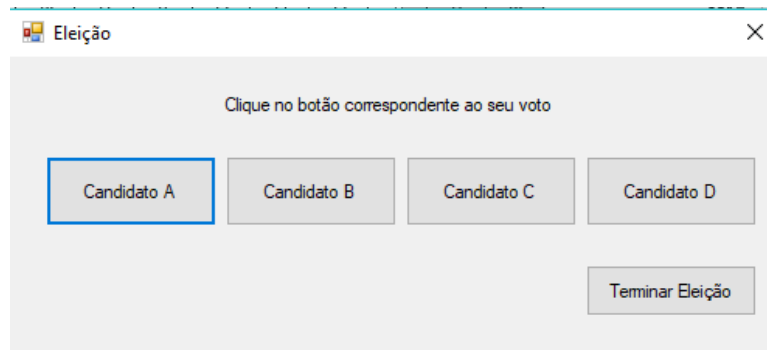 Eleição
Clique no botão correspondente ao seu voto
Candidato A Candidato B Candidato C Candidato D
Terminar Eleição